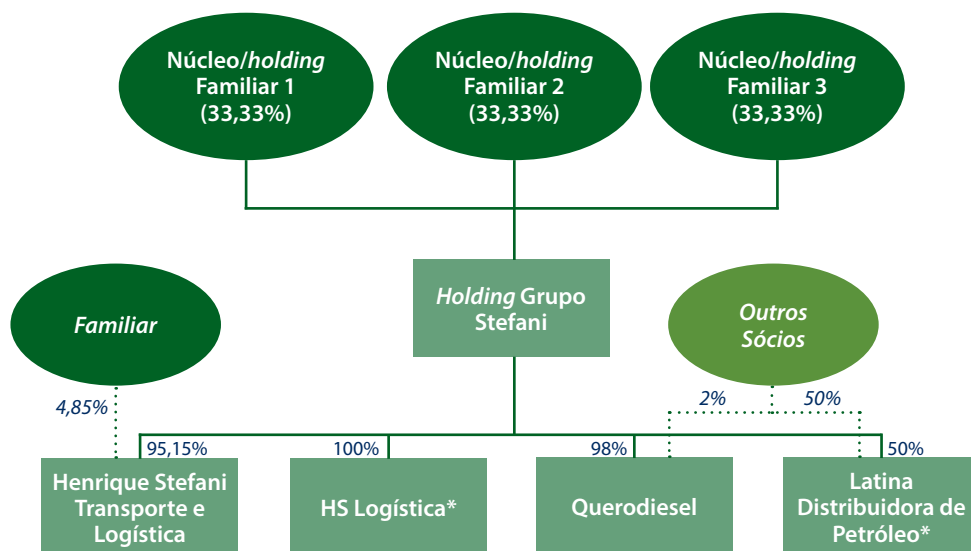 Núcleo/holding
Familiar 1
(33,33%)
Núcleo/holding
Familiar 2
(33,33%)
Núcleo/holding
Familiar 3
(33,33%)
Holding Grupo
Stefani
Familiar
Outros
Sócios
4,85%
2%
50%
95,15%
100%
98%
50%
Henrique Stefani
Transporte e
Logística
HS Logística*
Querodiesel
Latina
Distribuidora de
Petróleo*